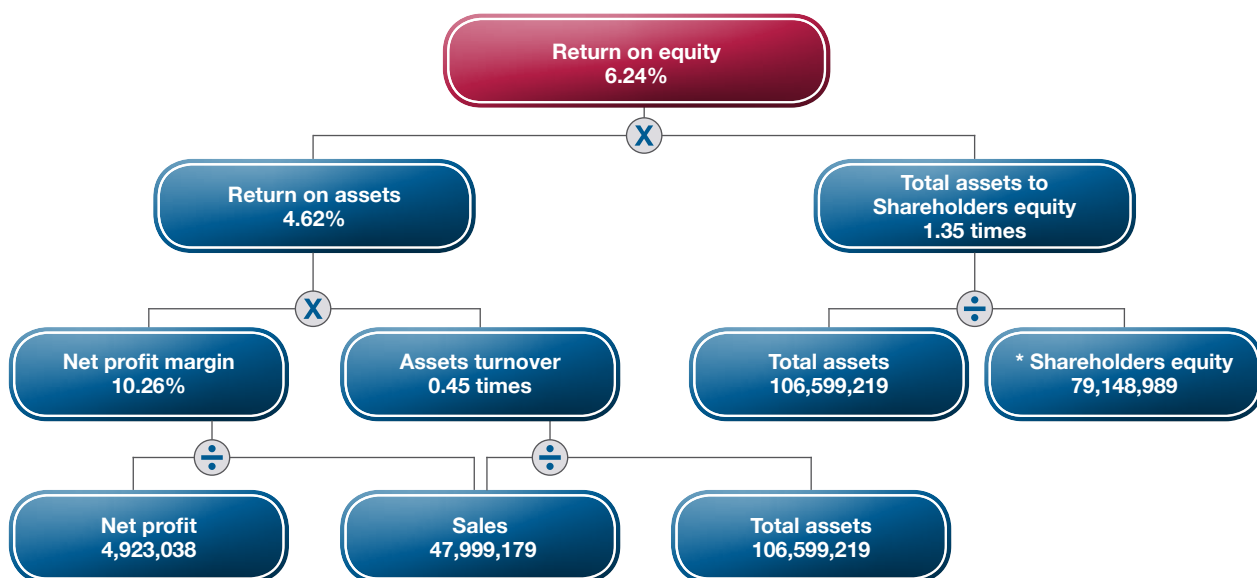 Return on equity
6.24%
X
Return on assets
4.62%
Total assets to
Shareholders equity
1.35 times
X
÷
Net profit margin
10.26%
Assets turnover
0.45 times
Total assets
106,599,219
* Shareholders equity
79,148,989
÷
÷
Net profit
4,923,038
Sales
47,999,179
Total assets
106,599,219